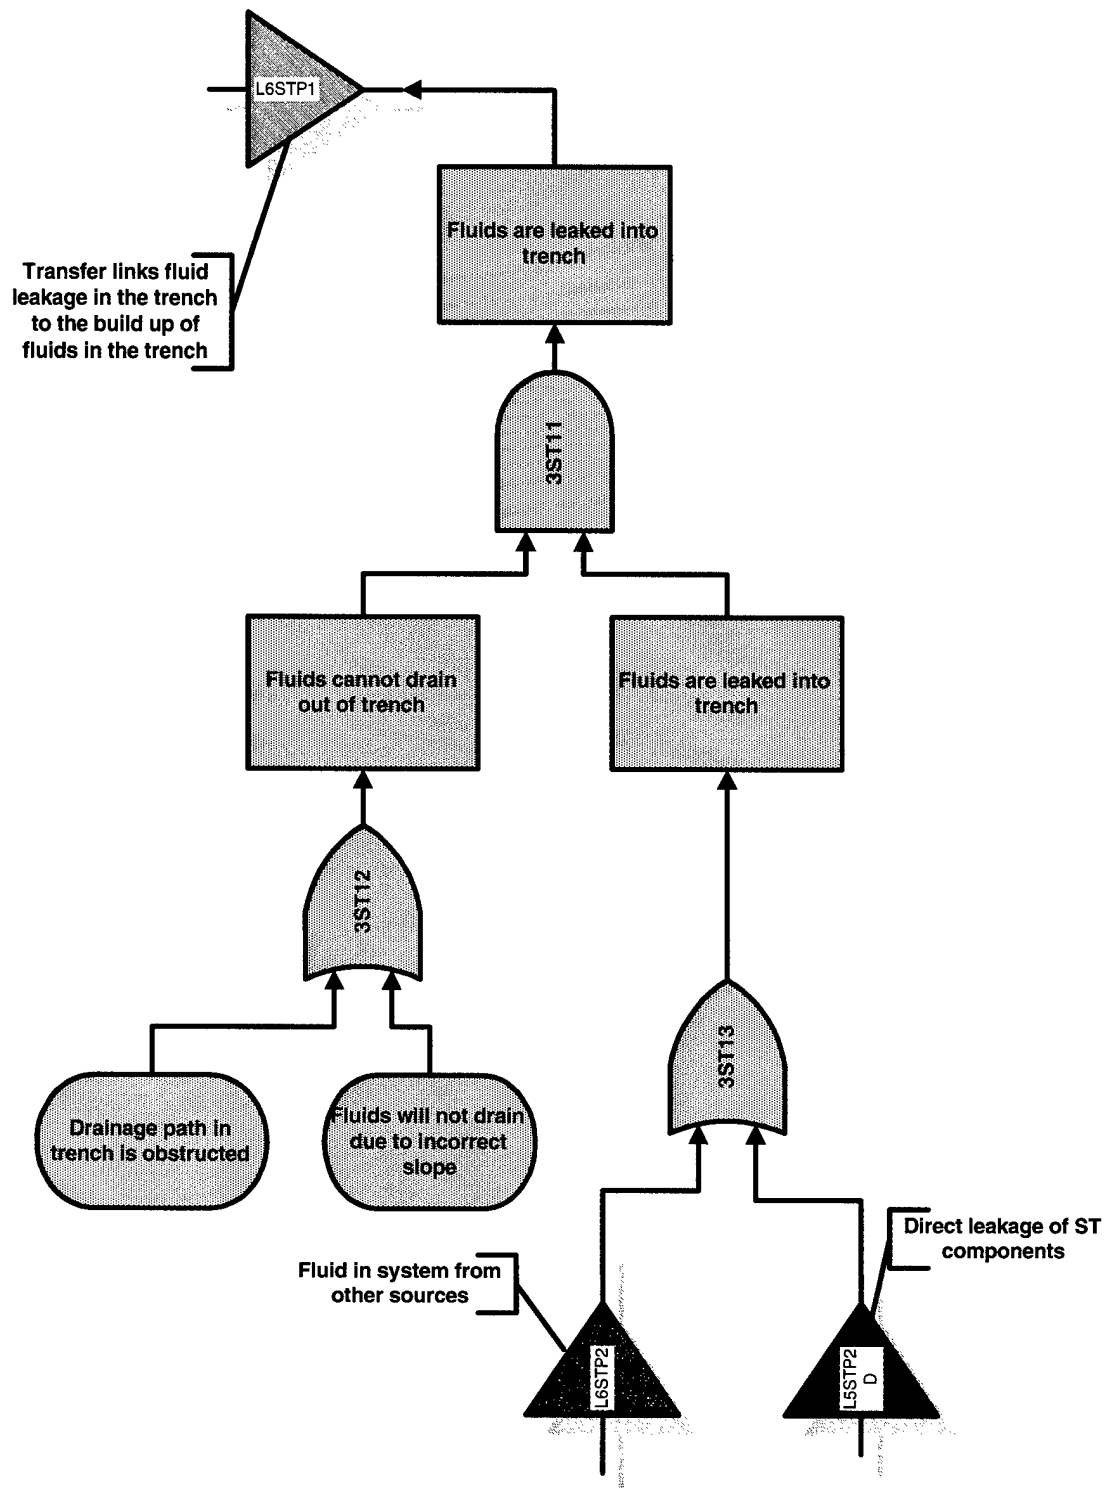 L6STP1
Fluids are leaked into
trench
Transfer links fluid
leakage in the trench
to the build up of
fluids in the trench
3ST11
Fluids cannot drain
out of trench
Fluids are leaked into
trench
3ST12
3ST13
Drainage path in
trench is obstructed
Fluids will not drain
due to incorrect
slope
Direct leakage of ST
components
Fluid in system from
other sources
L6STP2
L5STP2
D